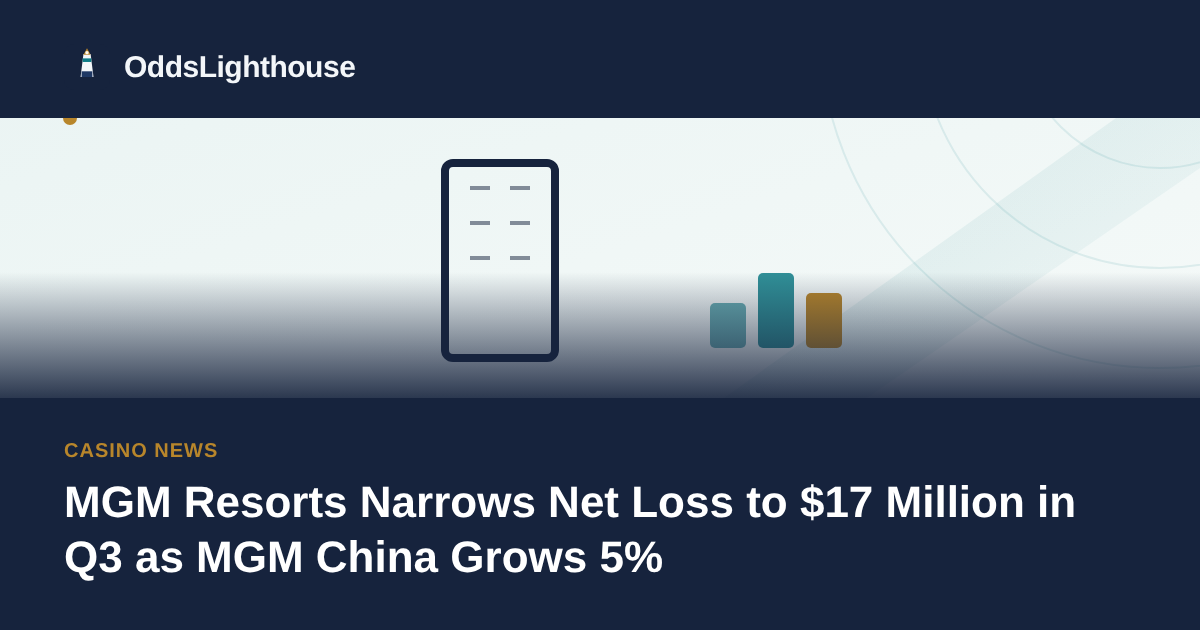 OddsLighthouse
CASINO NEWS
MGM Resorts Narrows Net Loss to $17 Million in
Q3 as MGM China Grows 5%